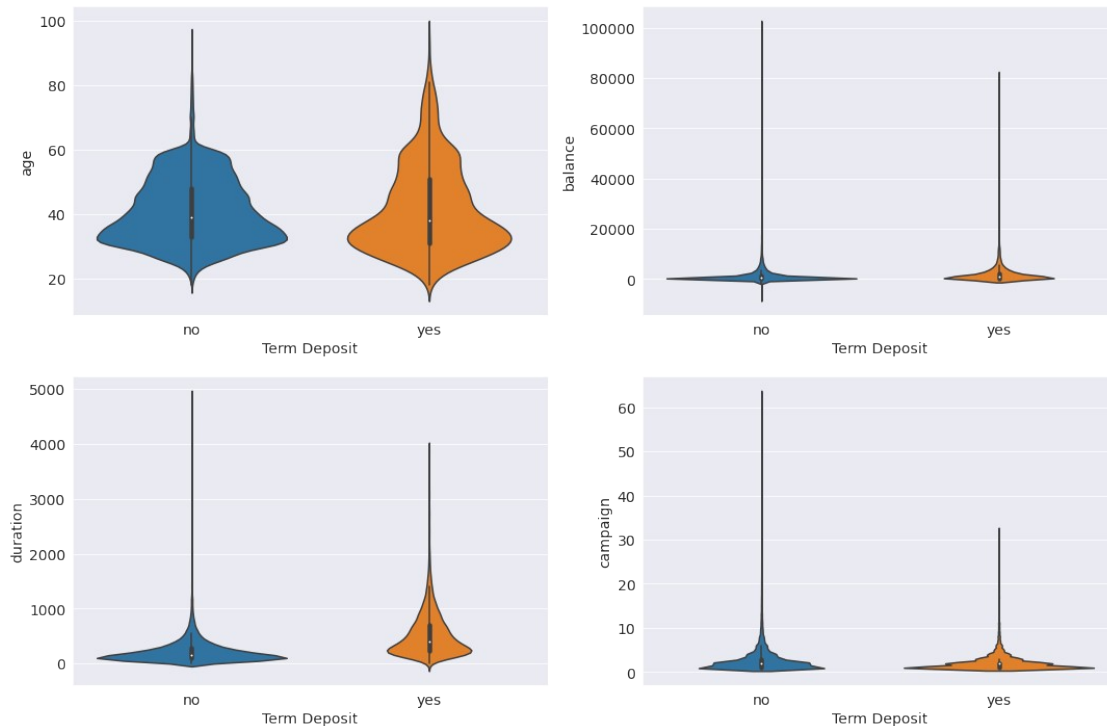 100
80
60
40
20
age
no
yes
Term Deposit
100000
80000
60000
40000
20000
0
balance
no
yes
Term Deposit
5000
4000
3000
2000
1000
0
duration
no
yes
Term Deposit
60
50
40
30
20
10
0
campaign
no
yes
Term Deposit